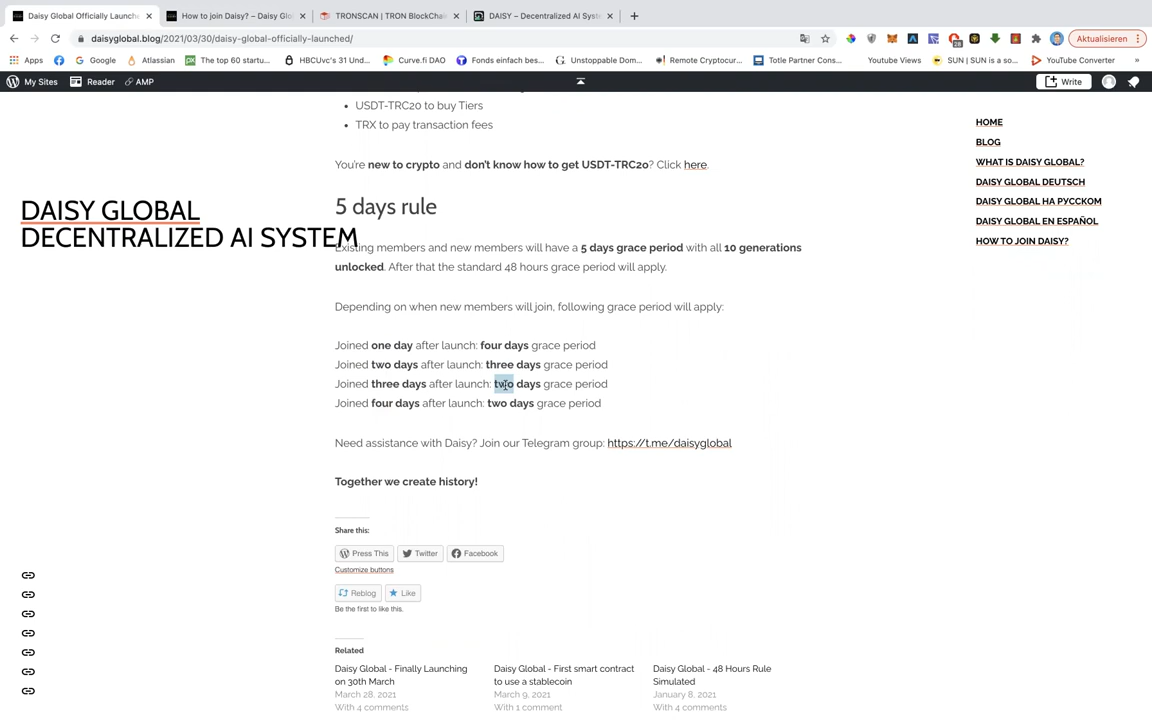 Daisy Global Officially Launche
How to join Daisy? – Daisy Glo
TRONSCAN | TRON BlockChai
DAISY – Decentralized AI Syste
daisyglobal.blog/2021/03/30/daisy-global-officially-launched/
Aktualisieren
Apps
Google
Atlassian
The top 60 startu...
HBCUvc's 31 Und...
Curve.fi DAO
Fonds einfach bes...
Unstoppable Dom...
Remote Cryptocur...
Totle Partner Cons...
Youtube Views
SUN | SUN is a so...
YouTube Converter
»
My Sites
Reader
AMP
Write
USDT-TRC20 to buy Tiers
TRX to pay transaction fees
You're new to crypto and don't know how to get USDT-TRC20? Click here.
5 days rule
Existing members and new members will have a 5 days grace period with all 10 generations
unlocked. After that the standard 48 hours grace period will apply.
Depending on when new members will join, following grace period will apply:
Joined one day after launch: four days grace period
Joined two days after launch: three days grace period
Joined three days after launch: two days grace period
Joined four days after launch: two days grace period
Need assistance with Daisy? Join our Telegram group: https://t.me/daisyglobal
Together we create history!
Share this:
Press This
Twitter
Facebook
Customize buttons
Reblog
Like
Be the first to like this.
Related
Daisy Global - Finally Launching
on 30th March
March 28, 2021
With 4 comments
Daisy Global - First smart contract
to use a stablecoin
March 9, 2021
With 1 comment
Daisy Global - 48 Hours Rule
Simulated
January 8, 2021
With 4 comments
DAISY GLOBAL
DECENTRALIZED AI SYSTEM
HOME
BLOG
WHAT IS DAISY GLOBAL?
DAISY GLOBAL DEUTSCH
DAISY GLOBAL НА РУССКОМ
DAISY GLOBAL EN ESPAÑOL
HOW TO JOIN DAISY?